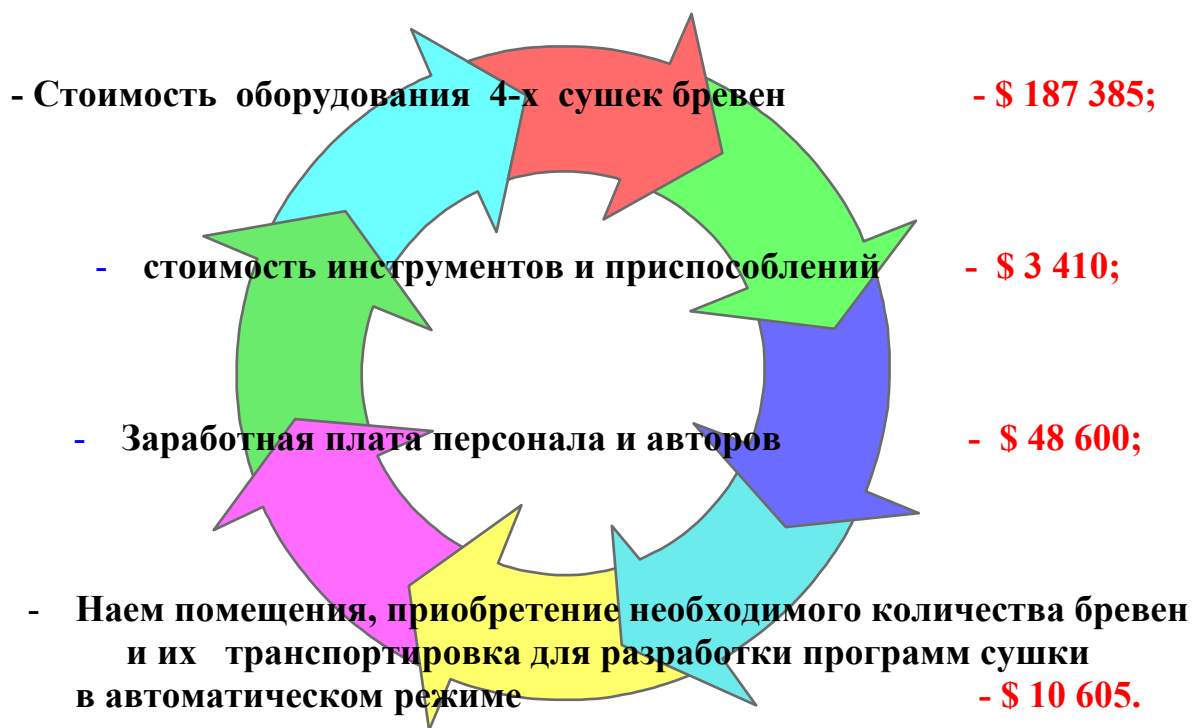 - Стоимость оборудования 4-х сушек бревен - $ 187 385;
- стоимость инструментов и приспособлений - $ 3 410;
- Заработная плата персонала и авторов - $ 48 600;
- Наем помещения, приобретение необходимого количества бревен
и их транспортировка для разработки программ сушки
в автоматическом режиме - $ 10 605.